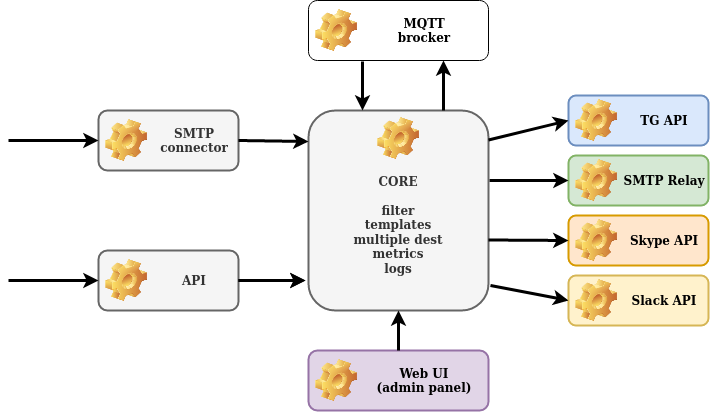 MQTT
brocker
SMTP
connector
TG API
CORE
SMTP Relay
filter
templates
multiple dest
metrics
logs
Skype API
API
Slack API
Web UI
(admin panel)